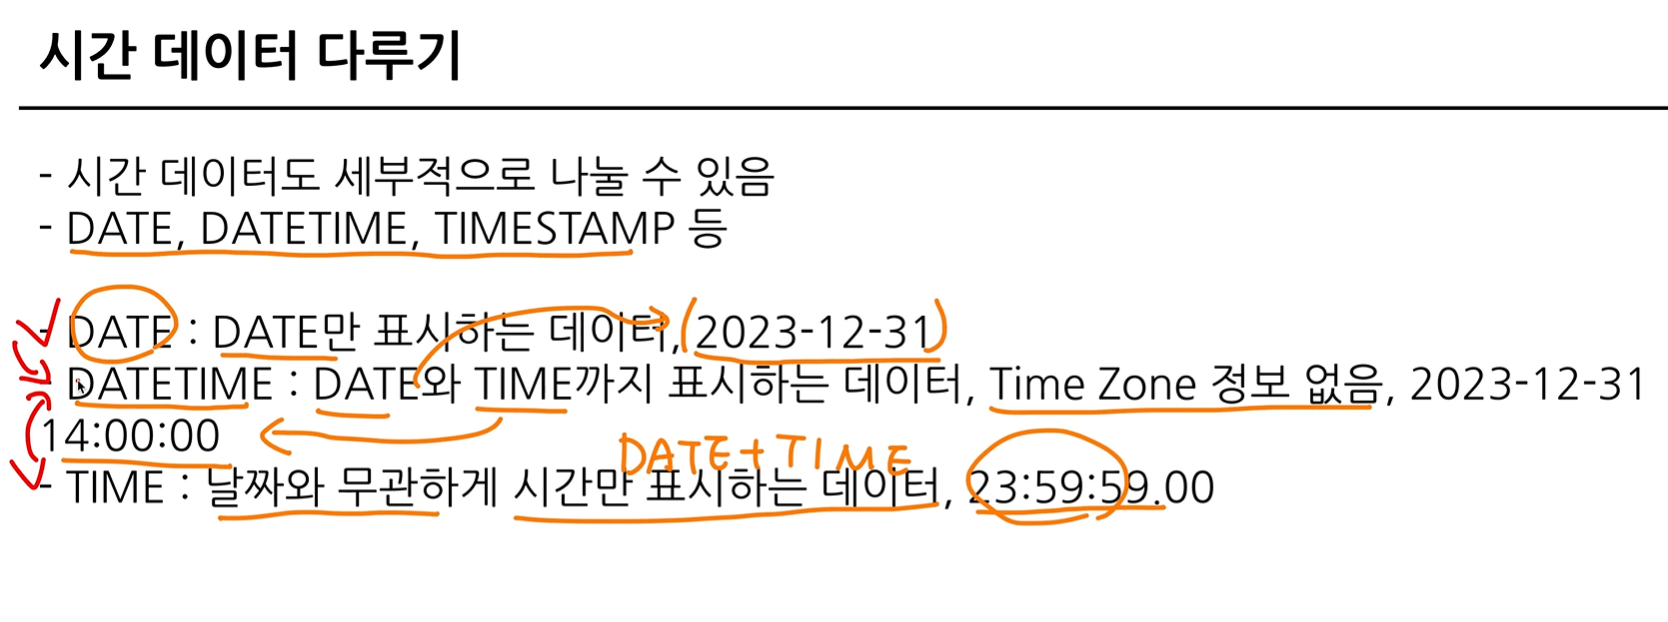 시간 데이터 다루기
- 시간 데이터도 세부적으로 나눌 수 있음
- DATE, DATETIME, TIMESTAMP 등
- DATE : DATE만 표시하는 데이터, (2023-12-31)
- DATETIME : DATE와 TIME까지 표시하는 데이터, Time Zone 정보 없음, 2023-12-31
14:00:00
DATE+TIME
- TIME : 날짜와 무관하게 시간만 표시하는 데이터, 23:59:59.00